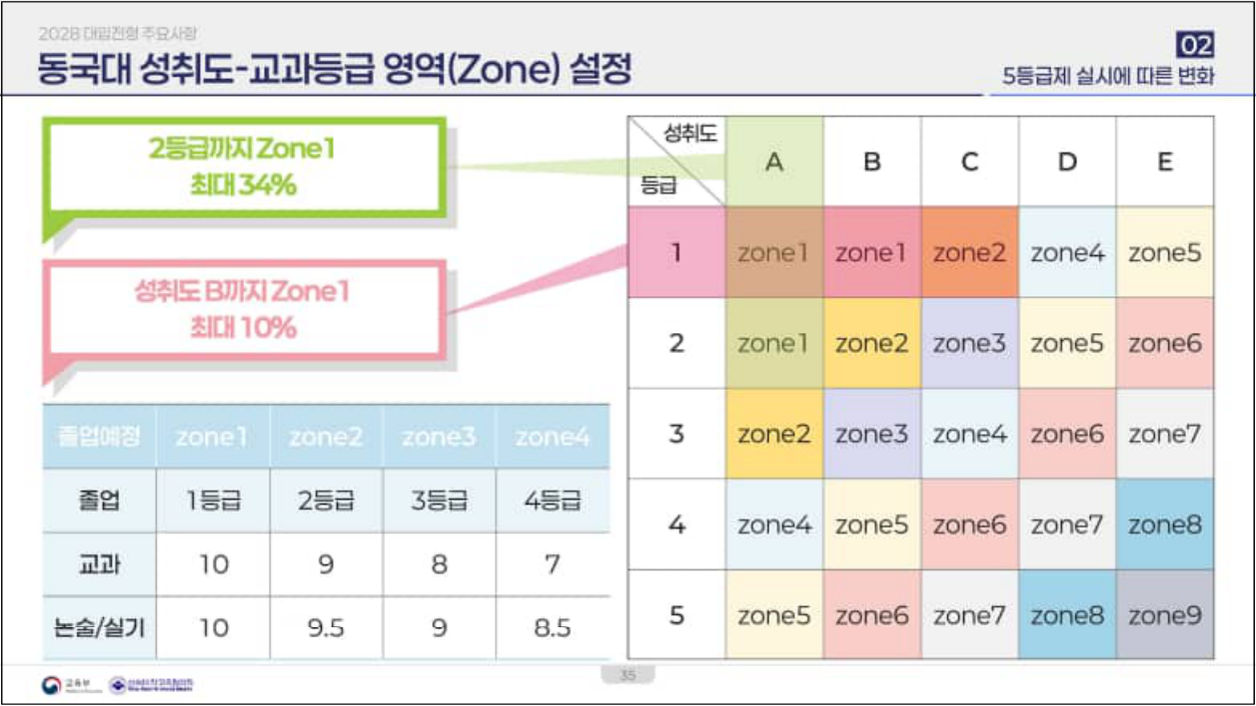 2028 대입전형 주요사항
동국대 성취도-교과등급 영역(Zone) 설정
02
5등급제 실시에 따른 변화
2등급까지 Zone1
최대 34%
성취도 B까지 Zone1
최대 10%
졸업예정 zone1 zone2 zone3 zone4
졸업 1등급 2등급 3등급 4등급
교과 10 9 8 7
논술/실기 10 9.5 9 8.5
성취도
등급
A B C D E
1 zone1 zone1 zone2 zone4 zone5
2 zone1 zone2 zone3 zone5 zone6
3 zone2 zone3 zone4 zone6 zone7
4 zone4 zone5 zone6 zone7 zone8
5 zone5 zone6 zone7 zone8 zone9
교육부
35